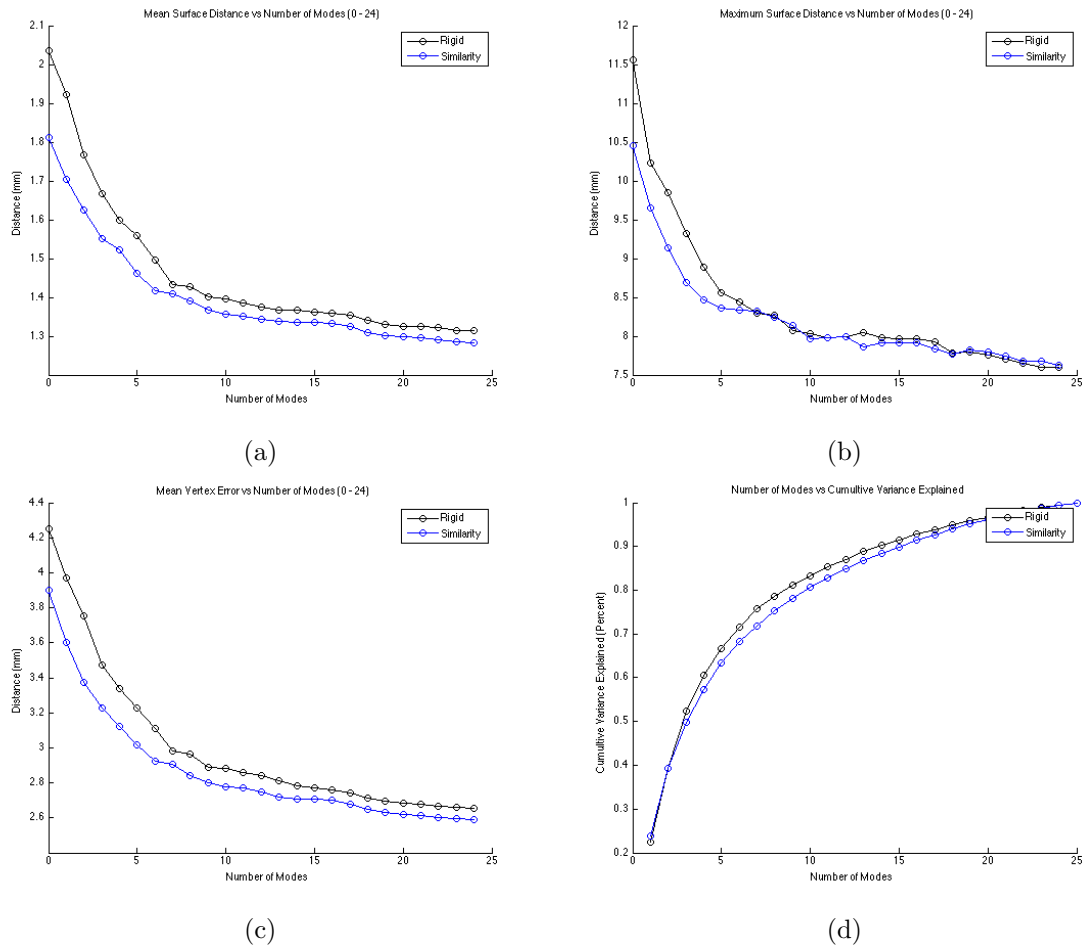 Mean Surface Distance vs Number of Modes (0 - 24)
2.1
2
1.9
1.8
1.7
1.6
1.5
1.4
1.3
Distance (mm)
0 5 10 15 20 25
Number of Modes
Rigid
Similarity
(a)
Maximum Surface Distance vs Number of Modes (0 - 24)
12
11.5
11
10.5
10
9.5
9
8.5
8
7.5
Distance (mm)
0 5 10 15 20 25
Number of Modes
Rigid
Similarity
(b)
Mean Vertex Error vs Number of Modes (0 - 24)
4.4
4.2
4
3.8
3.6
3.4
3.2
3
2.8
2.6
Distance (mm)
0 5 10 15 20 25
Number of Modes
Rigid
Similarity
(c)
Number of Modes vs Cumultive Variance Explained
1
0.9
0.8
0.7
0.6
0.5
0.4
0.3
0.2
Cumultive Variance Explained (Percent)
0 5 10 15 20 25
Number of Modes
Rigid
Similarity
(d)